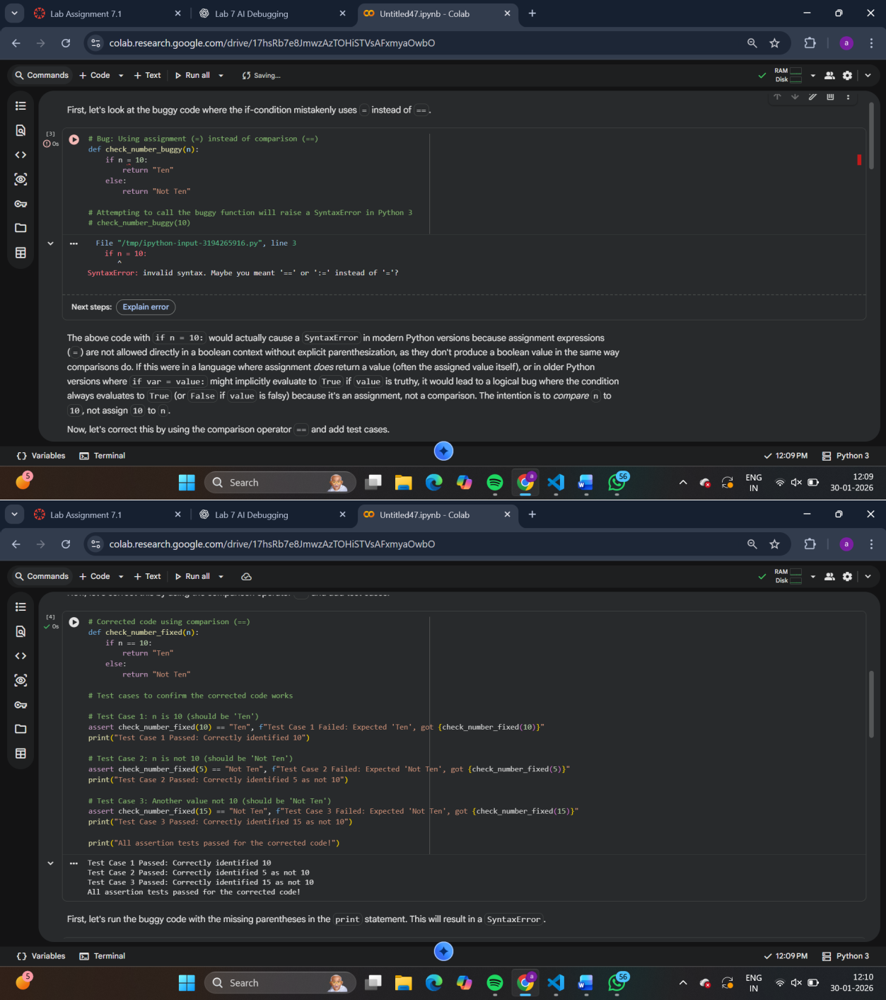 Lab Assignment 7.1
Lab 7 AI Debugging
Untitled47.ipynb - Colab
colab.research.google.com/drive/17hsRb7e8JmwzAzTOHiSTVsAFxmyaOwbO
a
Commands + Code + Text Run all Saving...
RAM
Disk
First, let's look at the buggy code where the if-condition mistakenly uses = instead of ==.
[3]
0s
# Bug: Using assignment (=) instead of comparison (==)
def check_number_buggy(n):
    if n = 10:
        return "Ten"
    else:
        return "Not Ten"
# Attempting to call the buggy function will raise a SyntaxError in Python 3
# check_number_buggy(10)
File "/tmp/ipython-input-3194265916.py", line 3
    if n = 10:
       ^
SyntaxError: invalid syntax. Maybe you meant '==' or ':=' instead of '='?
Next steps: Explain error
The above code with if n = 10: would actually cause a SyntaxError in modern Python versions because assignment expressions
(=) are not allowed directly in a boolean context without explicit parenthesization, as they don't produce a boolean value in the same way
comparisons do. If this were in a language where assignment does return a value (often the assigned value itself), or in older Python
versions where if var = value: might implicitly evaluate to True if value is truthy, it would lead to a logical bug where the condition
always evaluates to True (or False if value is falsy) because it's an assignment, not a comparison. The intention is to compare n to
10, not assign 10 to n.
Now, let's correct this by using the comparison operator == and add test cases.
{} Variables Terminal
12:09 PM Python 3
5
Search
56
ENG
IN
12:09
30-01-2026
Lab Assignment 7.1
Lab 7 AI Debugging
Untitled47.ipynb - Colab
colab.research.google.com/drive/17hsRb7e8JmwzAzTOHiSTVsAFxmyaOwbO
a
Commands + Code + Text Run all
RAM
Disk
Now, let's correct this by using the comparison operator == and add test cases.
[4]
0s
# Corrected code using comparison (==)
def check_number_fixed(n):
    if n == 10:
        return "Ten"
    else:
        return "Not Ten"
# Test cases to confirm the corrected code works
# Test Case 1: n is 10 (should be 'Ten')
assert check_number_fixed(10) == "Ten", f"Test Case 1 Failed: Expected 'Ten', got {check_number_fixed(10)}"
print("Test Case 1 Passed: Correctly identified 10")
# Test Case 2: n is not 10 (should be 'Not Ten')
assert check_number_fixed(5) == "Not Ten", f"Test Case 2 Failed: Expected 'Not Ten', got {check_number_fixed(5)}"
print("Test Case 2 Passed: Correctly identified 5 as not 10")
# Test Case 3: Another value not 10 (should be 'Not Ten')
assert check_number_fixed(15) == "Not Ten", f"Test Case 3 Failed: Expected 'Not Ten', got {check_number_fixed(15)}"
print("Test Case 3 Passed: Correctly identified 15 as not 10")
print("All assertion tests passed for the corrected code!")
Test Case 1 Passed: Correctly identified 10
Test Case 2 Passed: Correctly identified 5 as not 10
Test Case 3 Passed: Correctly identified 15 as not 10
All assertion tests passed for the corrected code!
First, let's run the buggy code with the missing parentheses in the print statement. This will result in a SyntaxError.
{} Variables Terminal
12:09 PM Python 3
5
Search
56
ENG
IN
12:10
30-01-2026